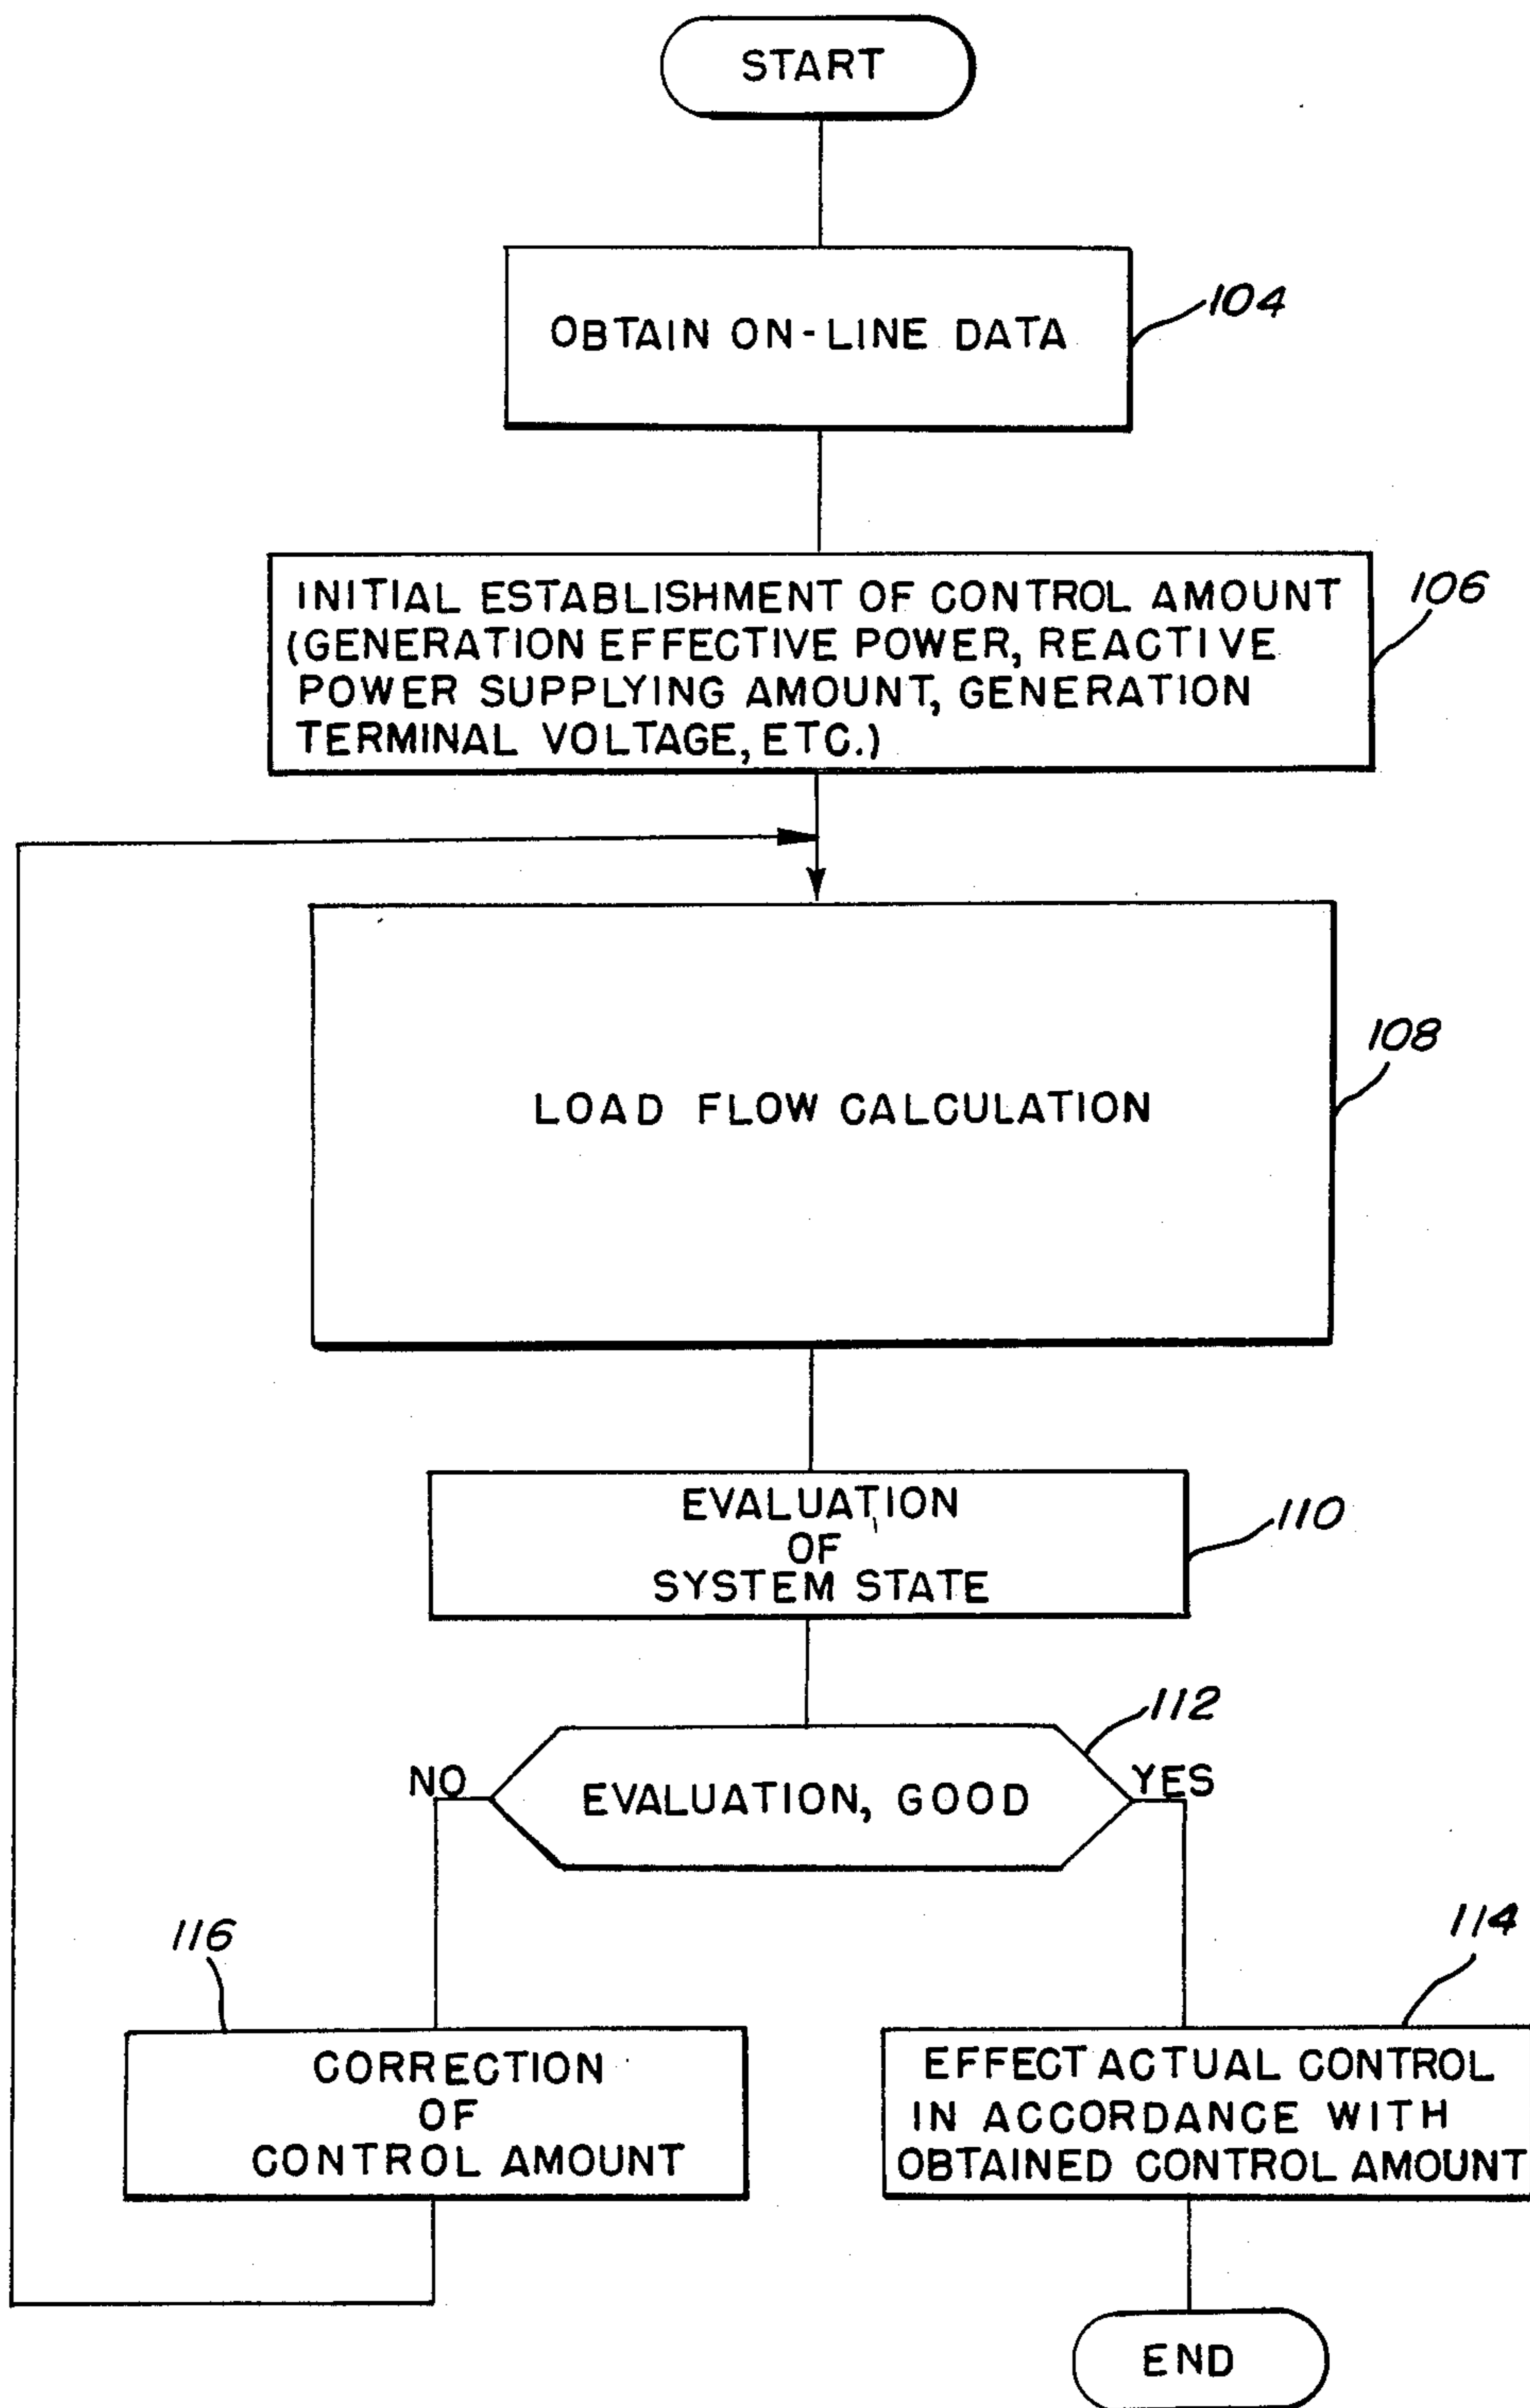 START
OBTAIN ON-LINE DATA
104
INITIAL ESTABLISHMENT OF CONTROL AMOUNT
(GENERATION EFFECTIVE POWER, REACTIVE
POWER SUPPLYING AMOUNT, GENERATION
TERMINAL VOLTAGE, ETC.)
106
LOAD FLOW CALCULATION
108
EVALUATION
OF
SYSTEM STATE
110
112
NO
EVALUATION, GOOD
YES
116
CORRECTION
OF
CONTROL AMOUNT
114
EFFECT ACTUAL CONTROL
IN ACCORDANCE WITH
OBTAINED CONTROL AMOUNT
END